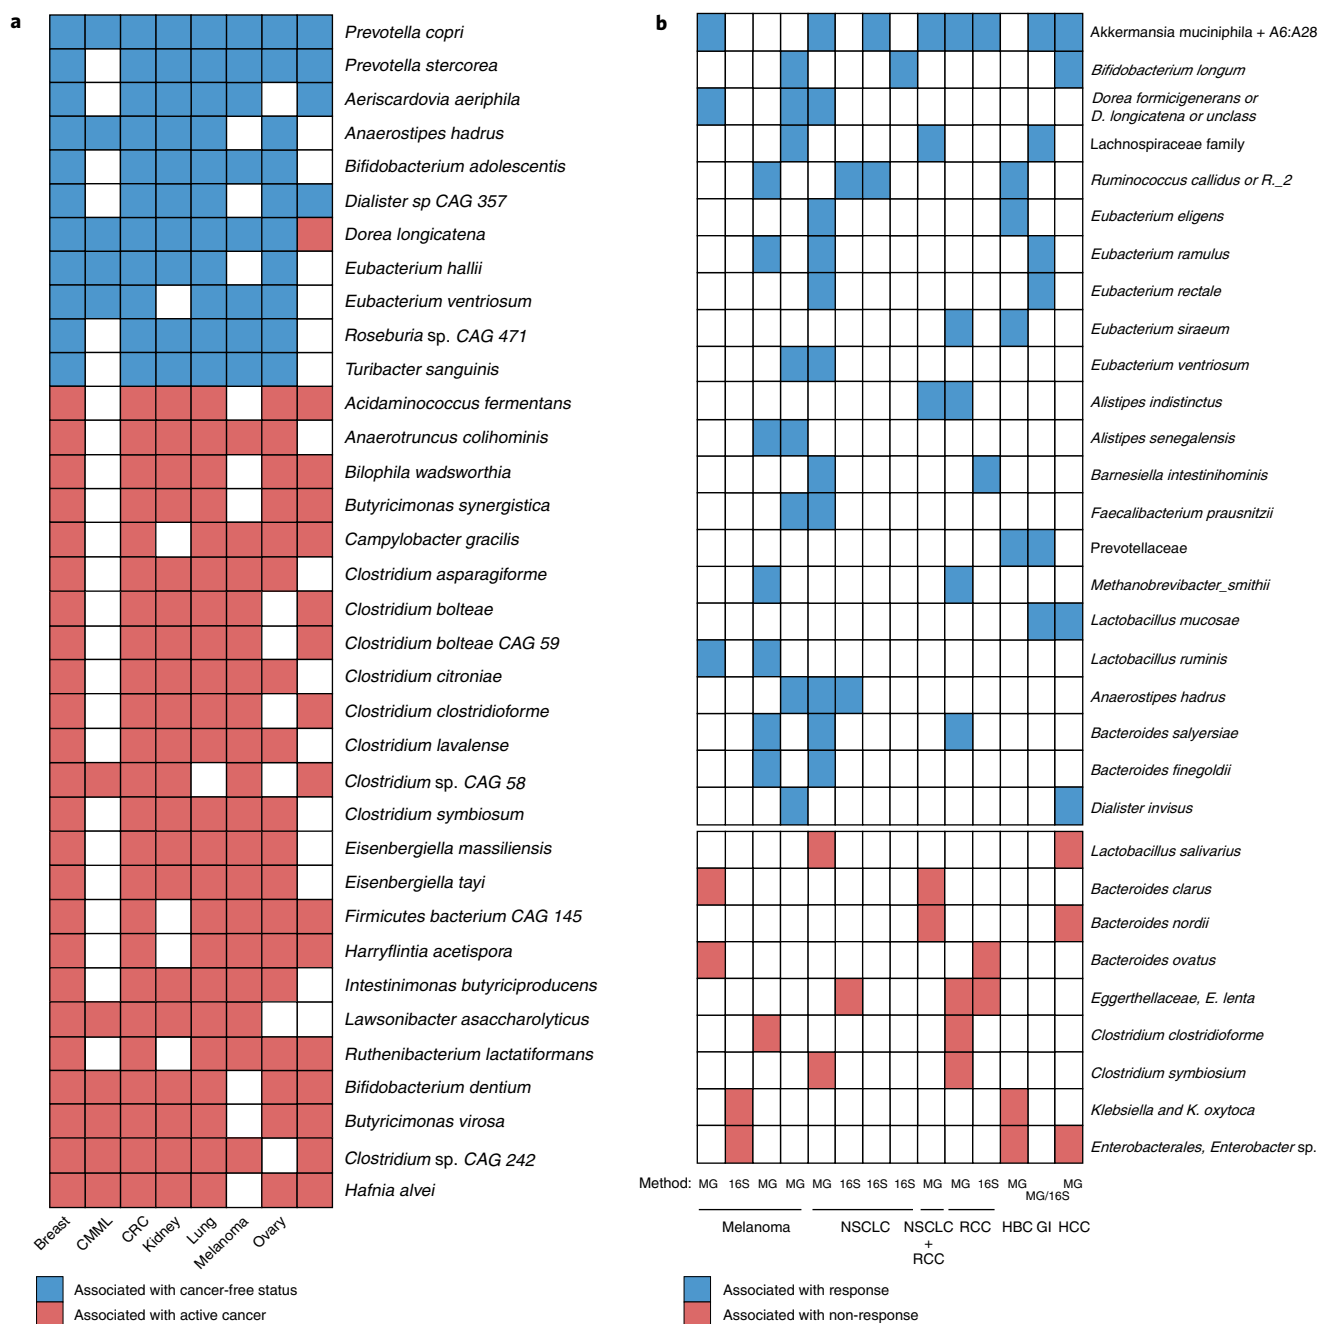 a
Prevotella copri
Prevotella stercorea
Aeriscardovia aeriphila
Anaerostipes hadrus
Bifidobacterium adolescentis
Dialister sp CAG 357
Dorea longicatena
Eubacterium hallii
Eubacterium ventriosum
Roseburia sp. CAG 471
Turibacter sanguinis
Acidaminococcus fermentans
Anaerotruncus colihominis
Bilophila wadsworthia
Butyricimonas synergistica
Campylobacter gracilis
Clostridium asparagiforme
Clostridium bolteae
Clostridium bolteae CAG 59
Clostridium citroniae
Clostridium clostridioforme
Clostridium lavalense
Clostridium sp. CAG 58
Clostridium symbiosum
Eisenbergiella massiliensis
Eisenbergiella tayi
Firmicutes bacterium CAG 145
Harryflintia acetispora
Intestinimonas butyriciproducens
Lawsonibacter asaccharolyticus
Ruthenibacterium lactatiformans
Bifidobacterium dentium
Butyricimonas virosa
Clostridium sp. CAG 242
Hafnia alvei
Breast CMML CRC Kidney Lung Melanoma Ovary
Associated with cancer-free status
Associated with active cancer
b
Akkermansia muciniphila + A6:A28
Bifidobacterium longum
Dorea formicigenerans or
D. longicatena or unclass
Lachnospiraceae family
Ruminococcus callidus or R._2
Eubacterium eligens
Eubacterium ramulus
Eubacterium rectale
Eubacterium siraeum
Eubacterium ventriosum
Alistipes indistinctus
Alistipes senegalensis
Barnesiella intestinihominis
Faecalibacterium prausnitzii
Prevotellaceae
Methanobrevibacter_smithii
Lactobacillus mucosae
Lactobacillus ruminis
Anaerostipes hadrus
Bacteroides salyersiae
Bacteroides finegoldii
Dialister invisus
Lactobacillus salivarius
Bacteroides clarus
Bacteroides nordii
Bacteroides ovatus
Eggerthellaceae, E. lenta
Clostridium clostridioforme
Clostridium symbiosium
Klebsiella and K. oxytoca
Enterobacterales, Enterobacter sp.
Method: MG 16S MG MG MG 16S 16S 16S MG MG 16S MG MG
MG/16S
Melanoma NSCLC NSCLC RCC HBC GI HCC
+
RCC
Associated with response
Associated with non-response